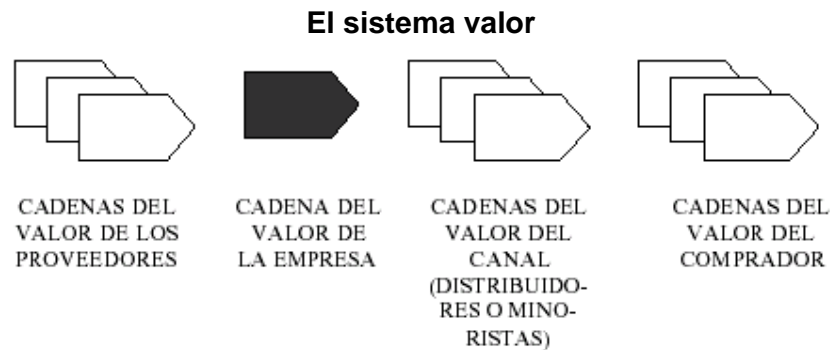 El sistema valor
CADENAS DEL
VALOR DE LOS
PROVEEDORES
CADENA DEL
VALOR DE
LA EMPRESA
CADENAS DEL
VALOR DEL
CANAL
(DISTRIBUIDO-
RES O MINO-
RISTAS)
CADENAS DEL
VALOR DEL
COMPRADOR